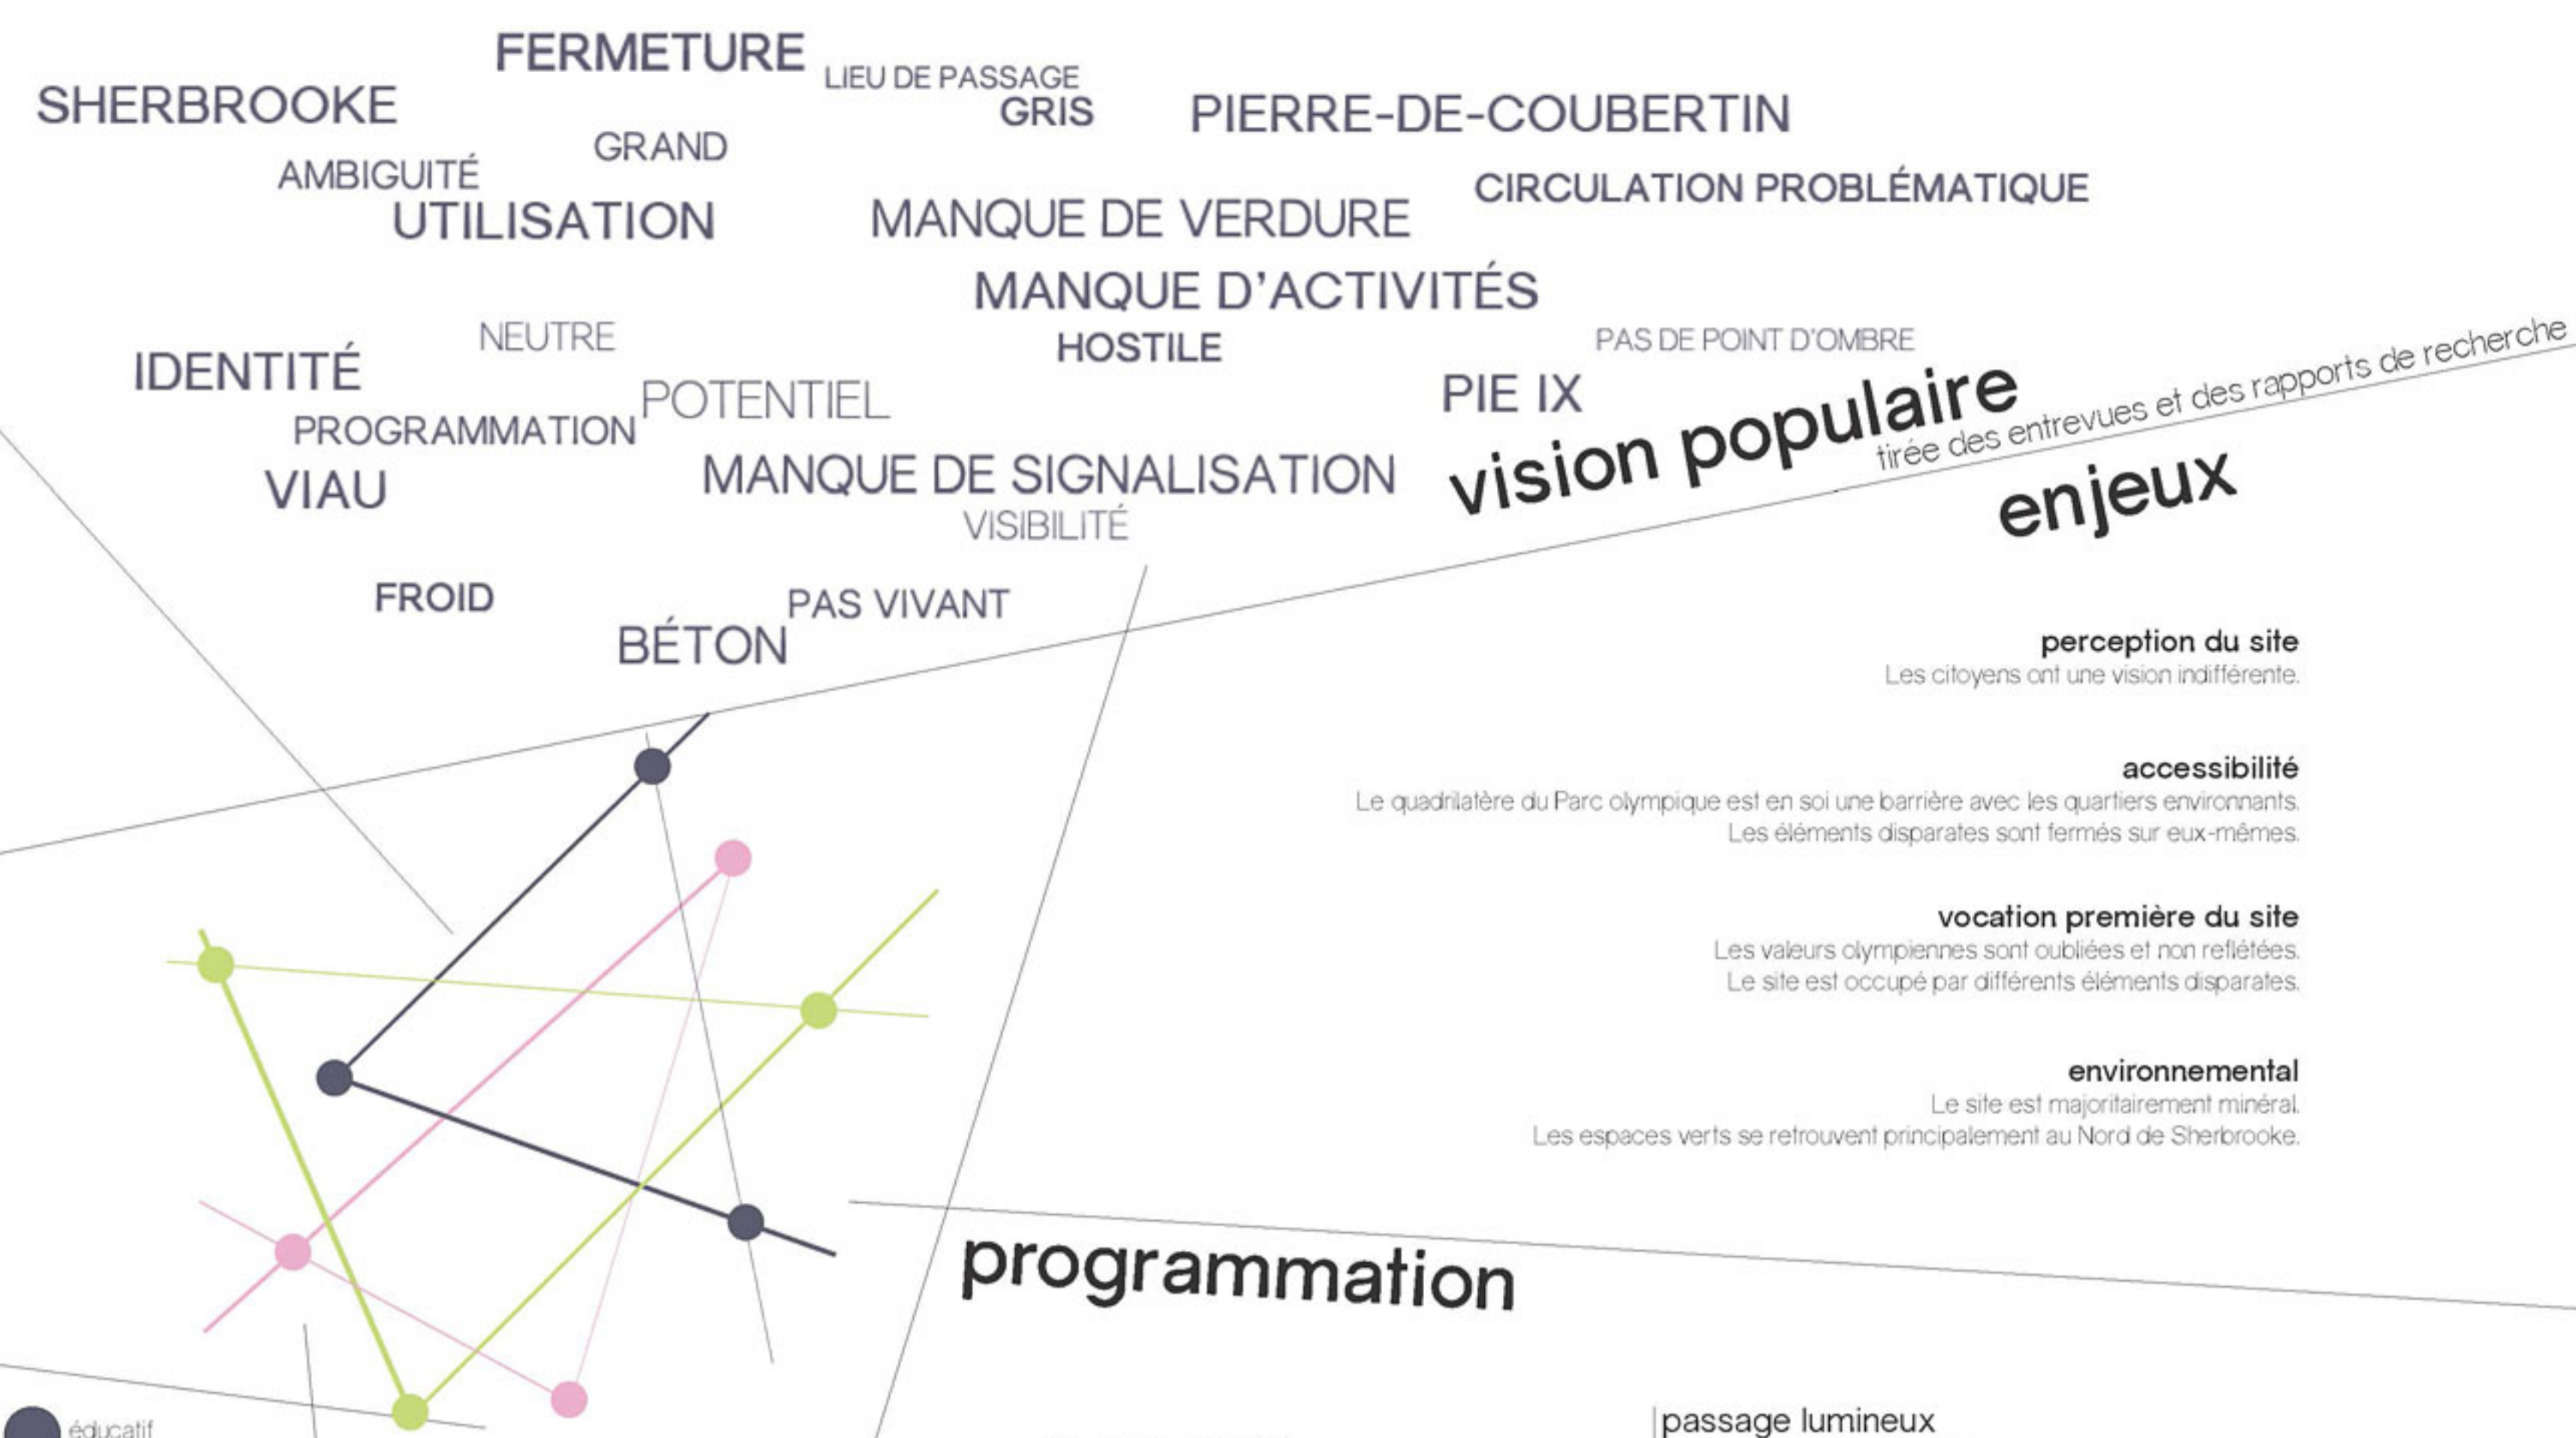 FERMETURE
LIEU DE PASSAGE
SHERBROOKE
GRIS
PIERRE-DE-COUBERTIN
GRAND
AMBIGUITÉ
CIRCULATION PROBLÉMATIQUE
UTILISATION
MANQUE DE VERDURE
MANQUE D'ACTIVITÉS
NEUTRE
HOSTILE
PAS DE POINT D'OMBRE
IDENTITÉ
POTENTIEL
PIE IX
PROGRAMMATION
VIAU
MANQUE DE SIGNALISATION
VISIBILITÉ
FROID
PAS VIVANT
BÉTON
vision populaire
tirée des entrevues et des rapports de recherche
enjeux
perception du site
Les citoyens ont une vision indifférente.
accessibilité
Le quadrilatère du Parc olympique est en soi une barrière avec les quartiers environnants.
Les éléments disparates sont fermés sur eux-mêmes.
vocation première du site
Les valeurs olympiennes sont oubliées et non reflétées.
Le site est occupé par différents éléments disparates.
environnemental
Le site est majoritairement minéral.
Les espaces verts se retrouvent principalement au Nord de Sherbrooke.
programmation
éducatif
passage lumineux